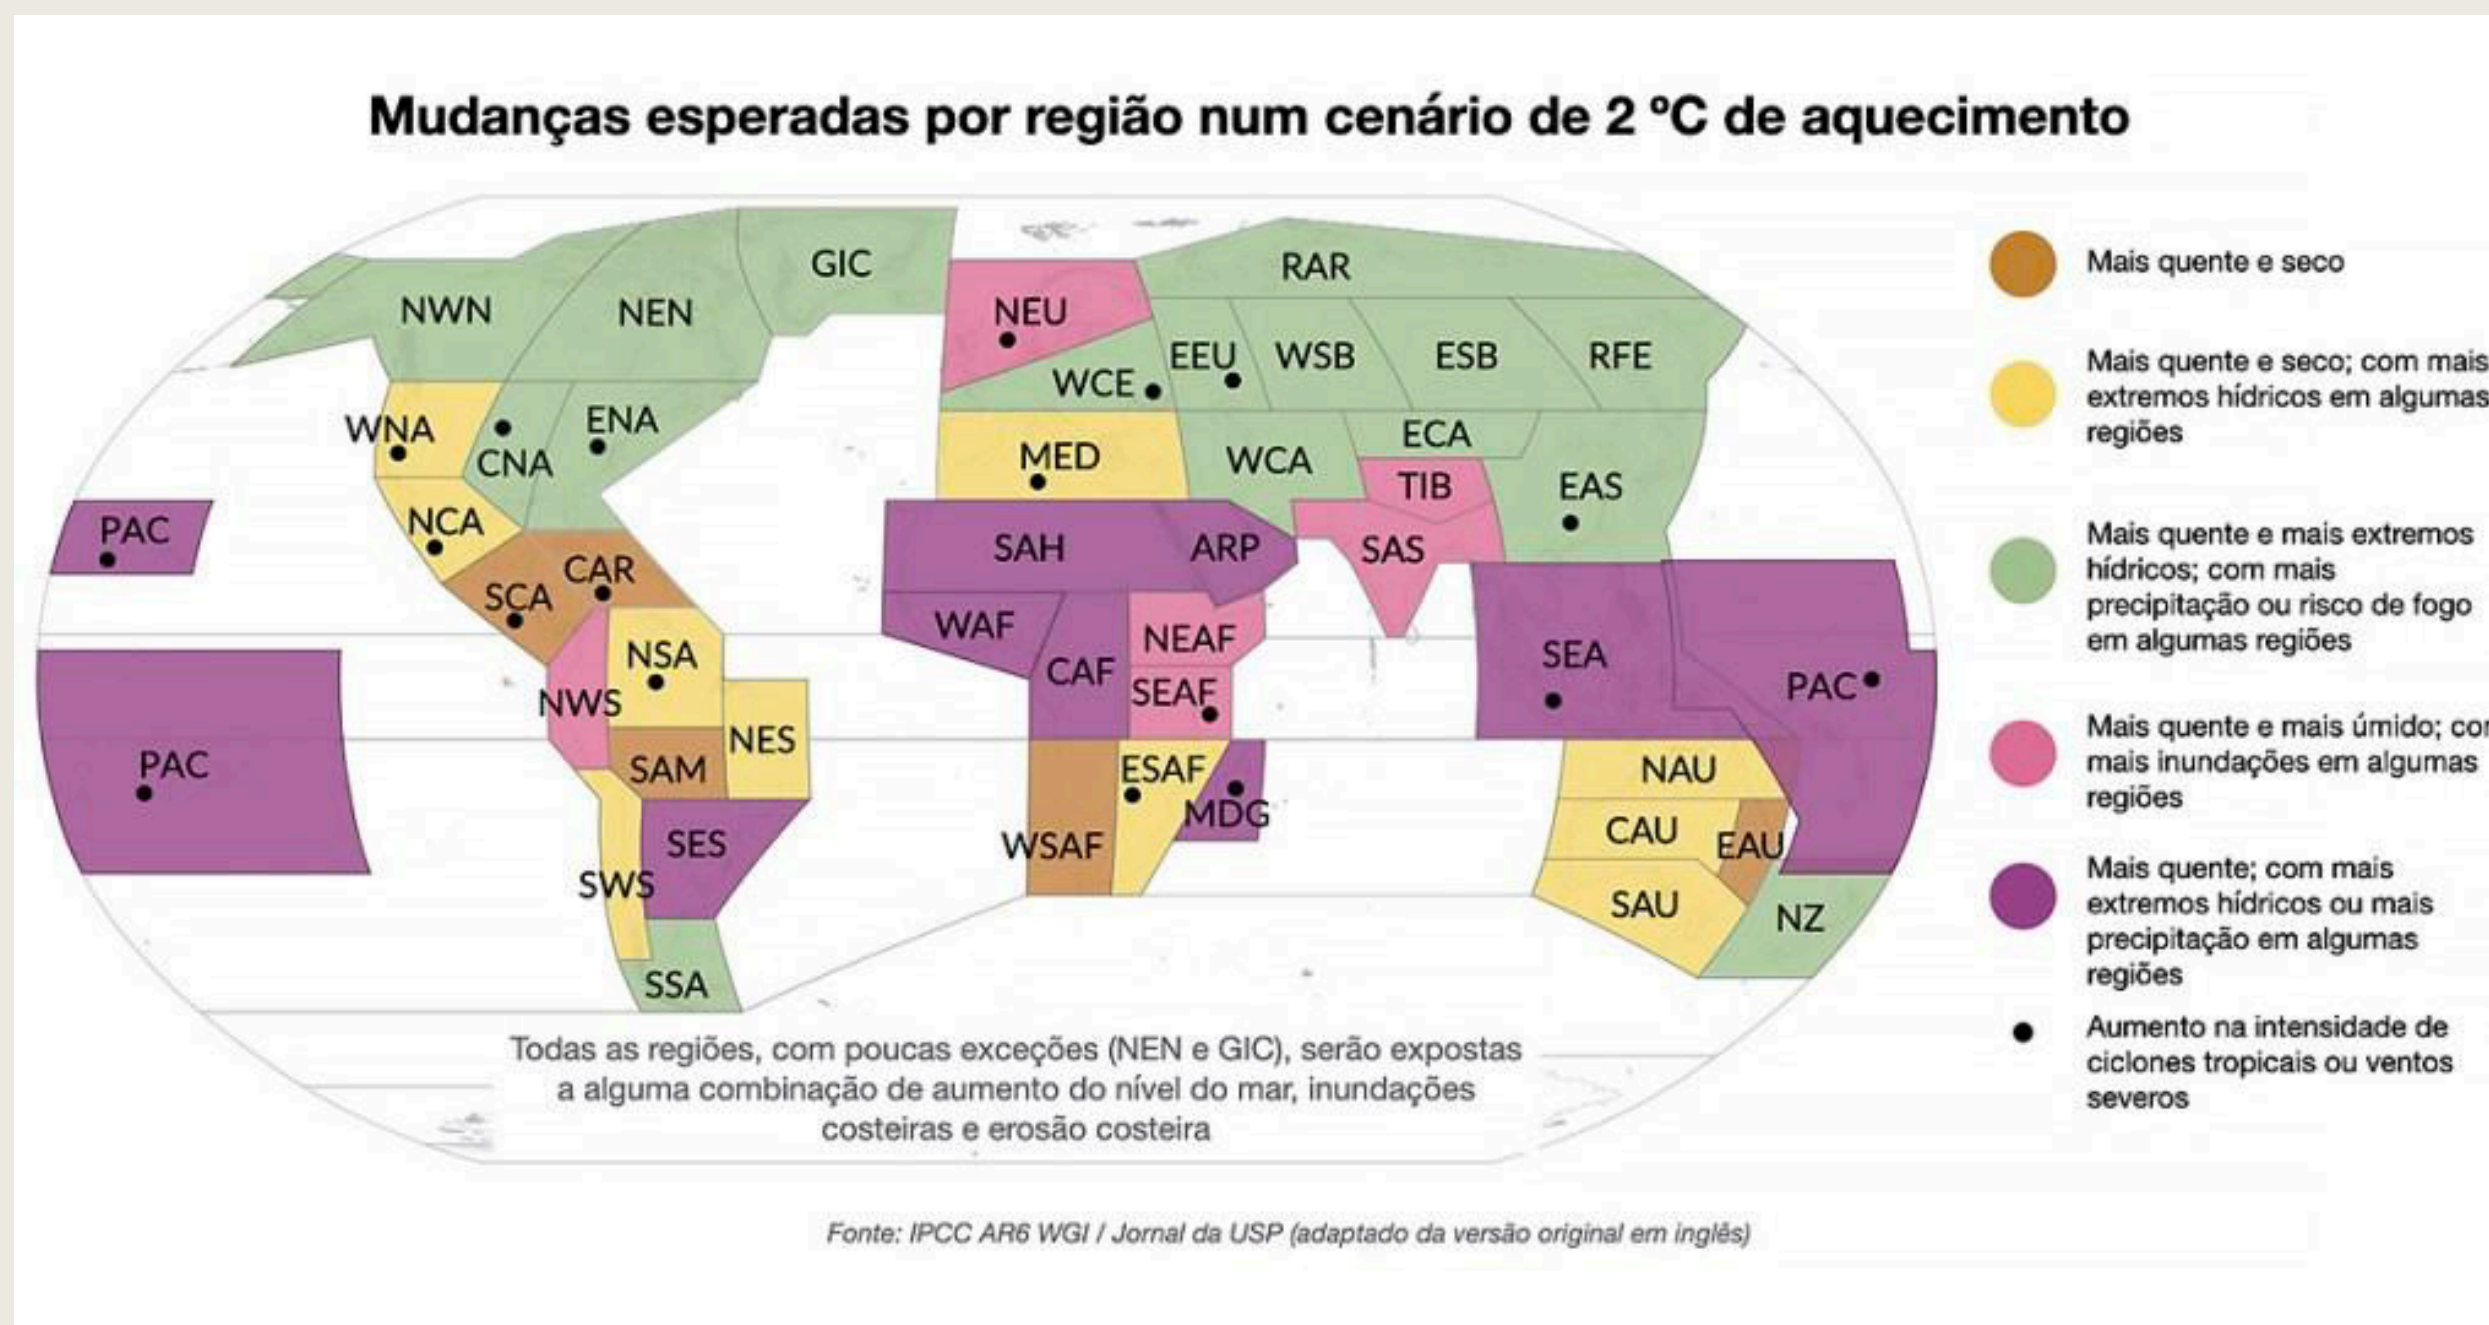 Mudanças esperadas por região num cenário de 2 ºC de aquecimento
GIC
RAR
NWN
NEN
NEU
EEU
WSB
ESB
RFE
WCE
WNA
ENA
CNA
ECA
MED
WCA
TIB
EAS
NCA
PAC
SAH
ARP
SAS
CAR
SCA
WAF
NEAF
NSA
CAF
SEA
SEAF
PAC
NWS
NES
PAC
SAM
ESAF
NAU
MDG
SES
WSAF
CAU
EAU
SWS
SAU
NZ
SSA
Mais quente e seco
Mais quente e seco; com mais
extremos hídricos em algumas
regiões
Mais quente e mais extremos
hídricos; com mais
precipitação ou risco de fogo
em algumas regiões
Mais quente e mais úmido; co
mais inundações em algumas
regiões
Mais quente; com mais
extremos hídricos ou mais
precipitação em algumas
regiões
Aumento na intensidade de
ciclones tropicais ou ventos
severos
Todas as regiões, com poucas exceções (NEN e GIC), serão expostas
a alguma combinação de aumento do nível do mar, inundações
costeiras e erosão costeira
Fonte: IPCC AR6 WGI / Jornal da USP (adaptado da versão original em inglês)